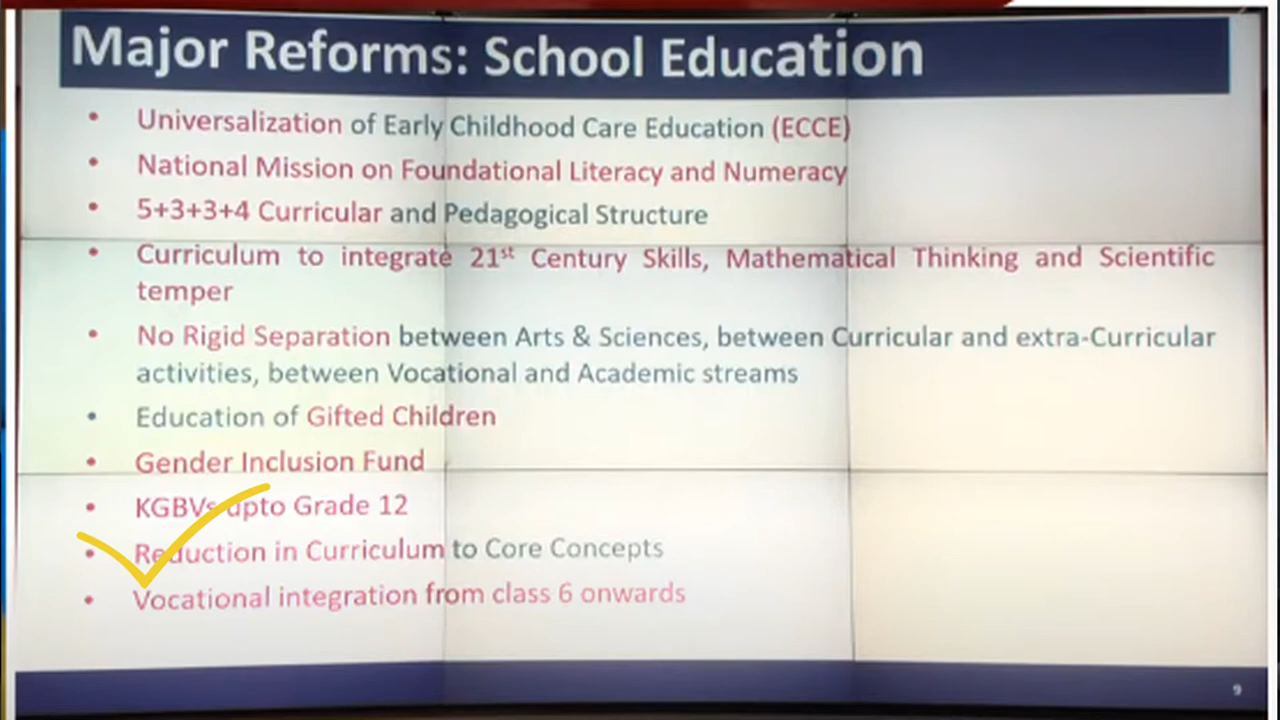 Major Reforms: School Education
• Universalization of Early Childhood Care Education (ECCE)
• National Mission on Foundational Literacy and Numeracy
• 5+3+3+4 Curricular and Pedagogical Structure
• Curriculum to integrate 21st Century Skills, Mathematical Thinking and Scientific
temper
• No Rigid Separation between Arts & Sciences, between Curricular and extra-Curricular
activities, between Vocational and Academic streams
• Education of Gifted Children
• Gender Inclusion Fund
• KGBVs upto Grade 12
• Reduction in Curriculum to Core Concepts
• Vocational integration from class 6 onwards
9